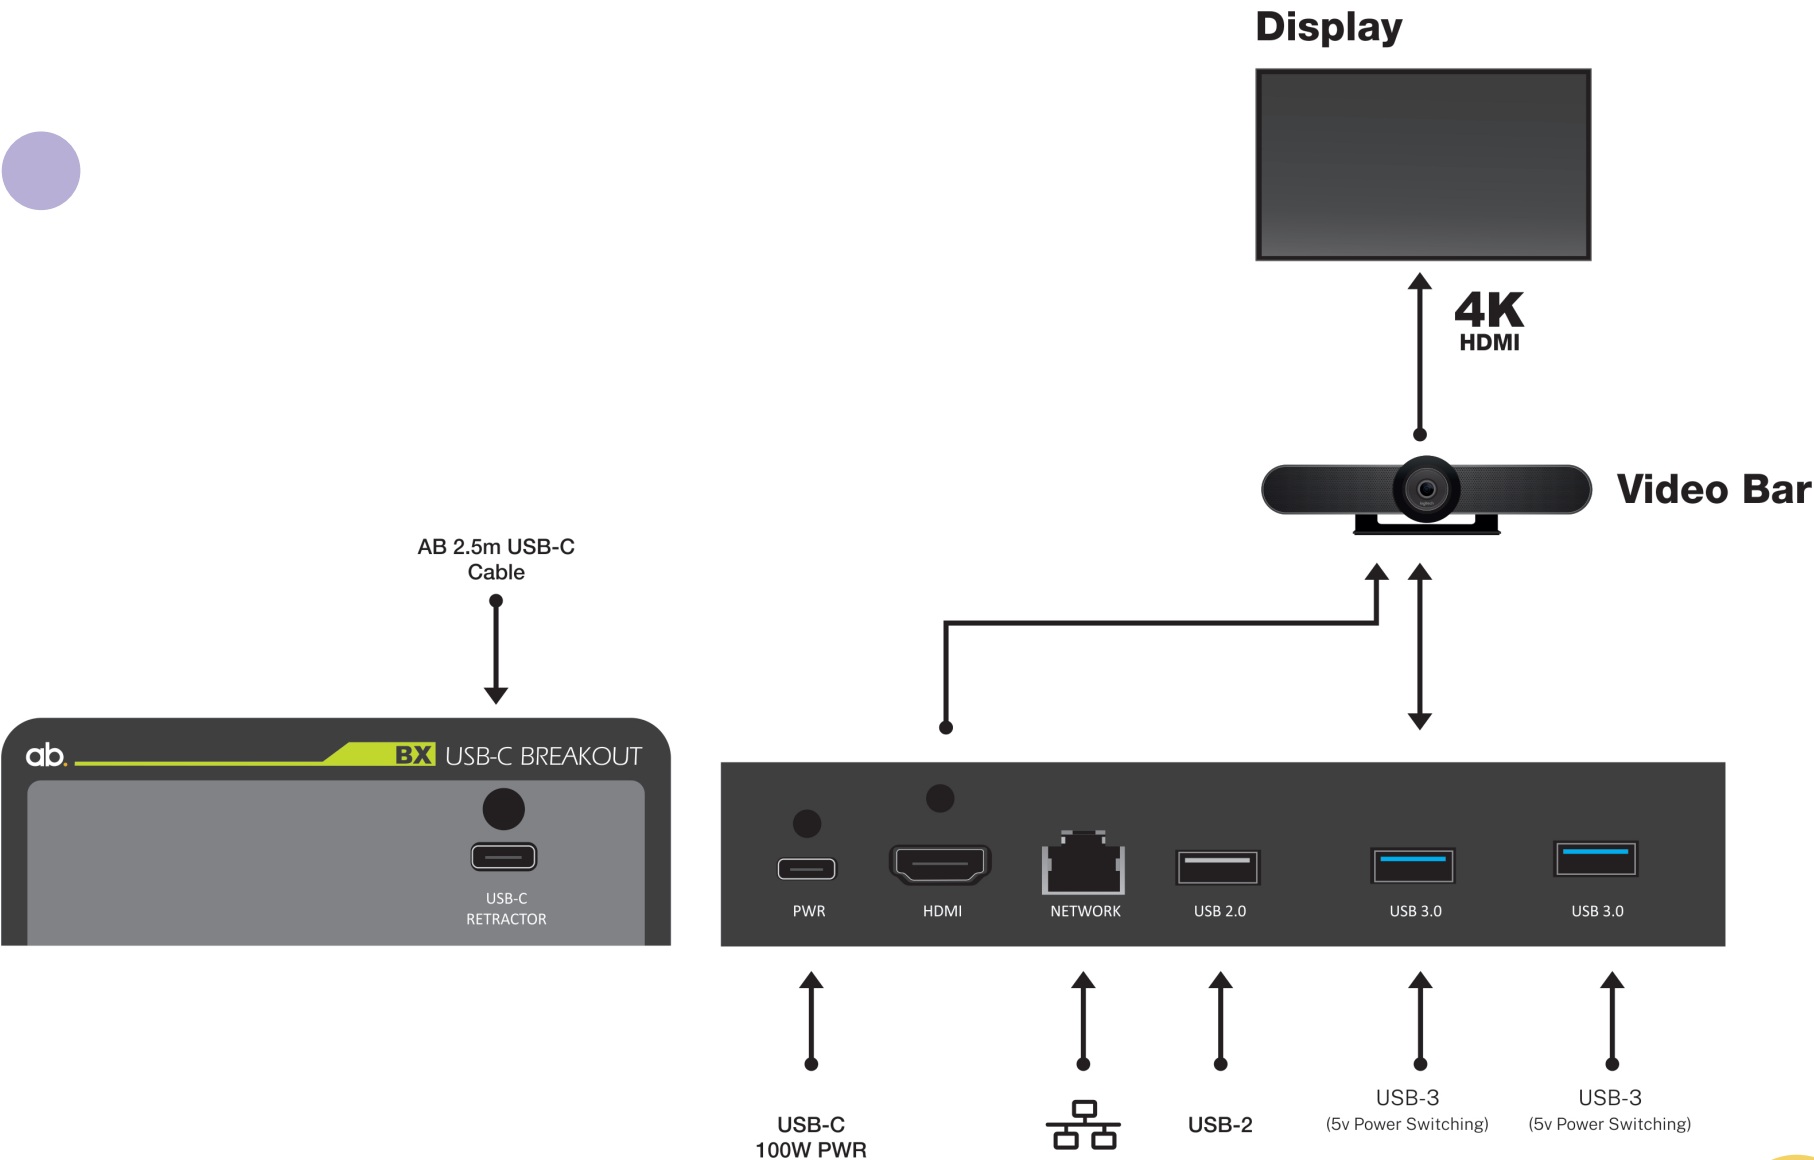 Display
4K
HDMI
Video Bar
AB 2.5m USB-C
Cable
ab.
BX USB-C BREAKOUT
USB-C
RETRACTOR
PWR
HDMI
NETWORK
USB 2.0
USB 3.0
USB 3.0
USB-C
100W PWR
USB-2
USB-3
(5v Power Switching)
USB-3
(5v Power Switching)